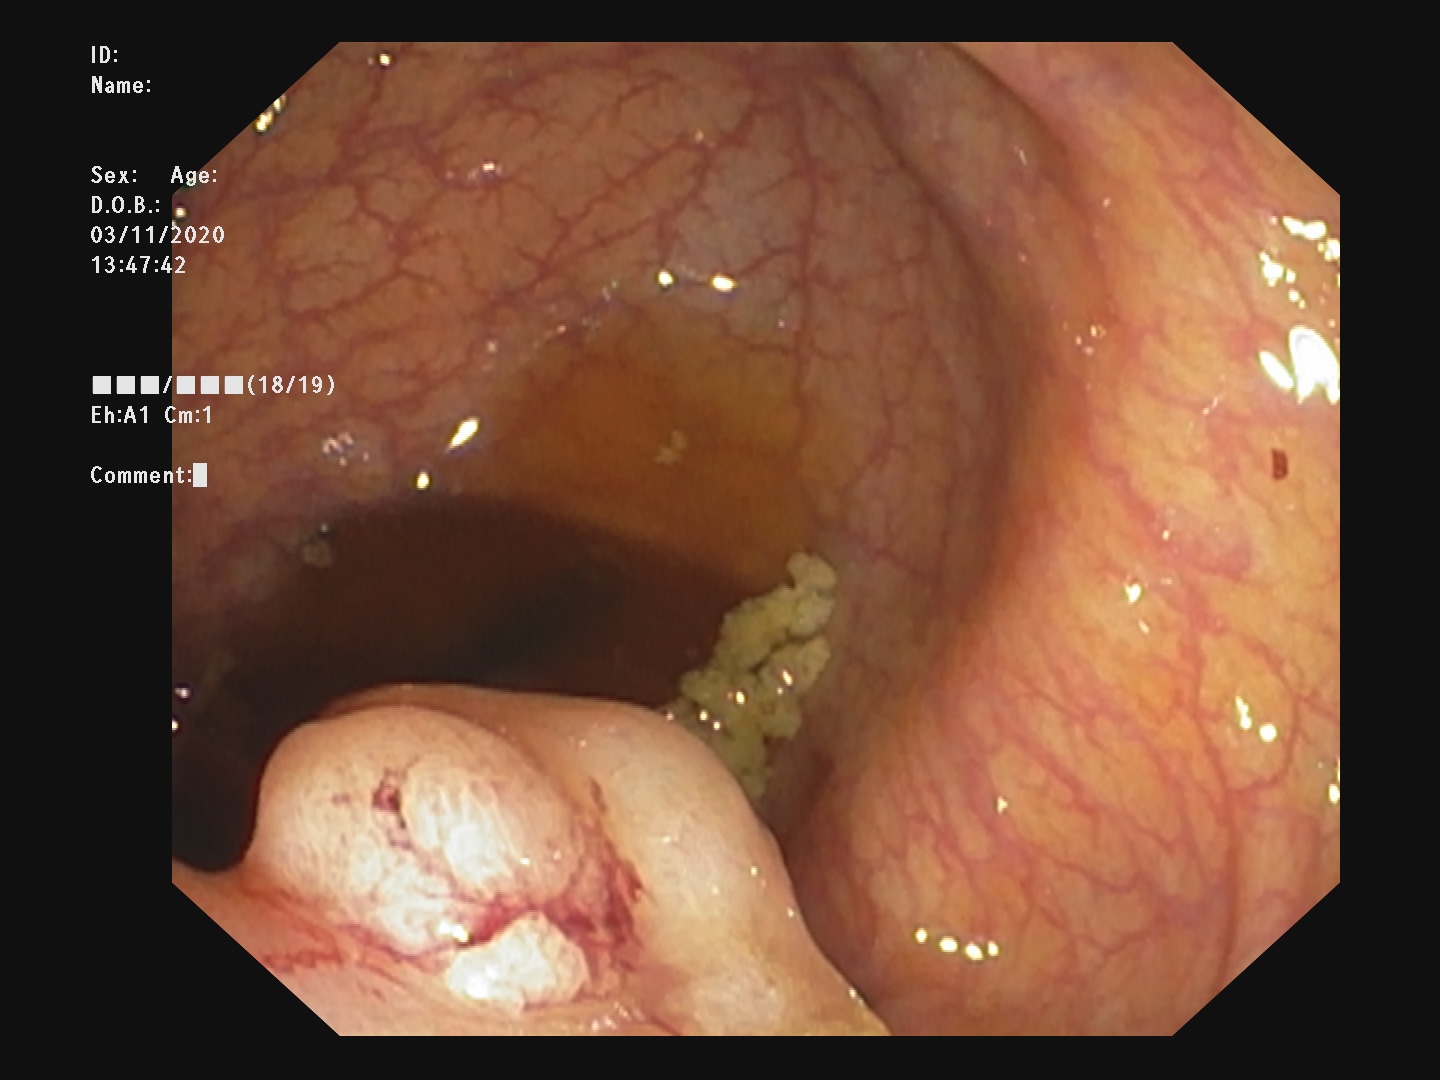 ID:
Name:
Sex: Age:
D.O.B.:
03/11/2020
13:47:42
■■■/■■■(18/19)
Eh:A1 Cm:1
Comment: